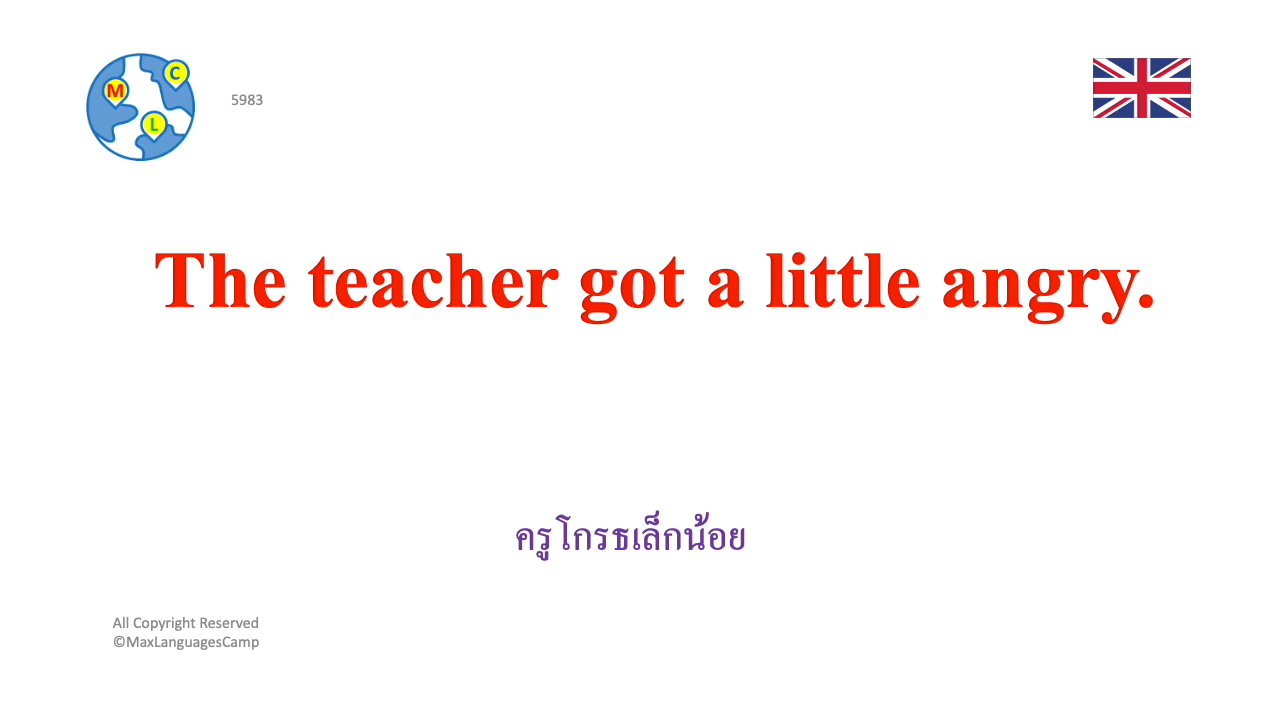 M
C
L
5983
The teacher got a little angry.
ครูโกรธเล็กน้อย
All Copyright Reserved
©MaxLanguagesCamp